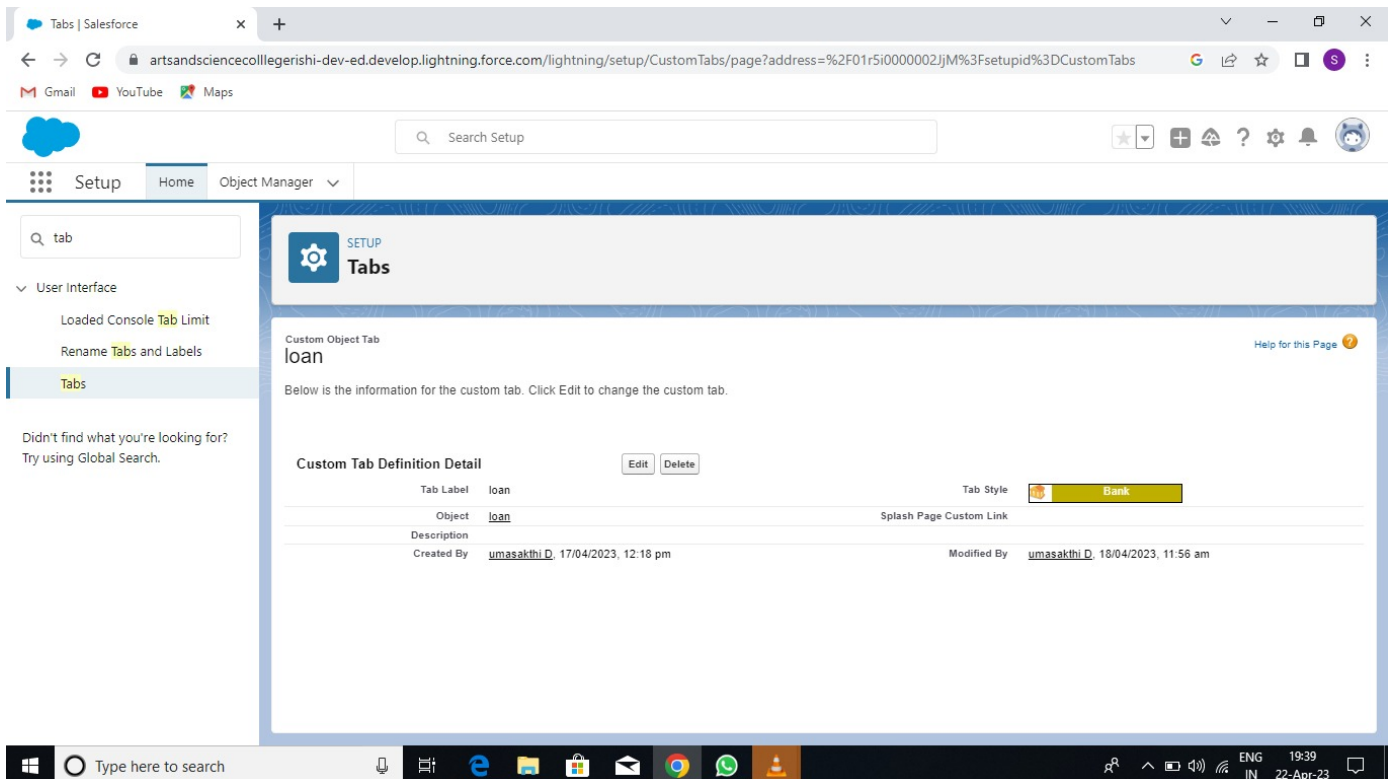 Tabs | Salesforce
artsandsciencecolllegerishi-dev-ed.develop.lightning.force.com/lightning/setup/CustomTabs/page?address=%2F01r5i0000002JjM%3Fsetupid%3DCustomTabs
G
S
Gmail YouTube Maps
Search Setup
Setup Home Object Manager
tab
User Interface
Loaded Console Tab Limit
Rename Tabs and Labels
Tabs
Didn't find what you're looking for?
Try using Global Search.
SETUP
Tabs
Custom Object Tab
loan
Help for this Page
Below is the information for the custom tab. Click Edit to change the custom tab.
Custom Tab Definition Detail Edit Delete
Tab Label loan Tab Style Bank
Object loan Splash Page Custom Link
Description
Created By umasakthi D, 17/04/2023, 12:18 pm Modified By umasakthi D, 18/04/2023, 11:56 am
Type here to search
ENG 19:39
IN 22-Apr-23